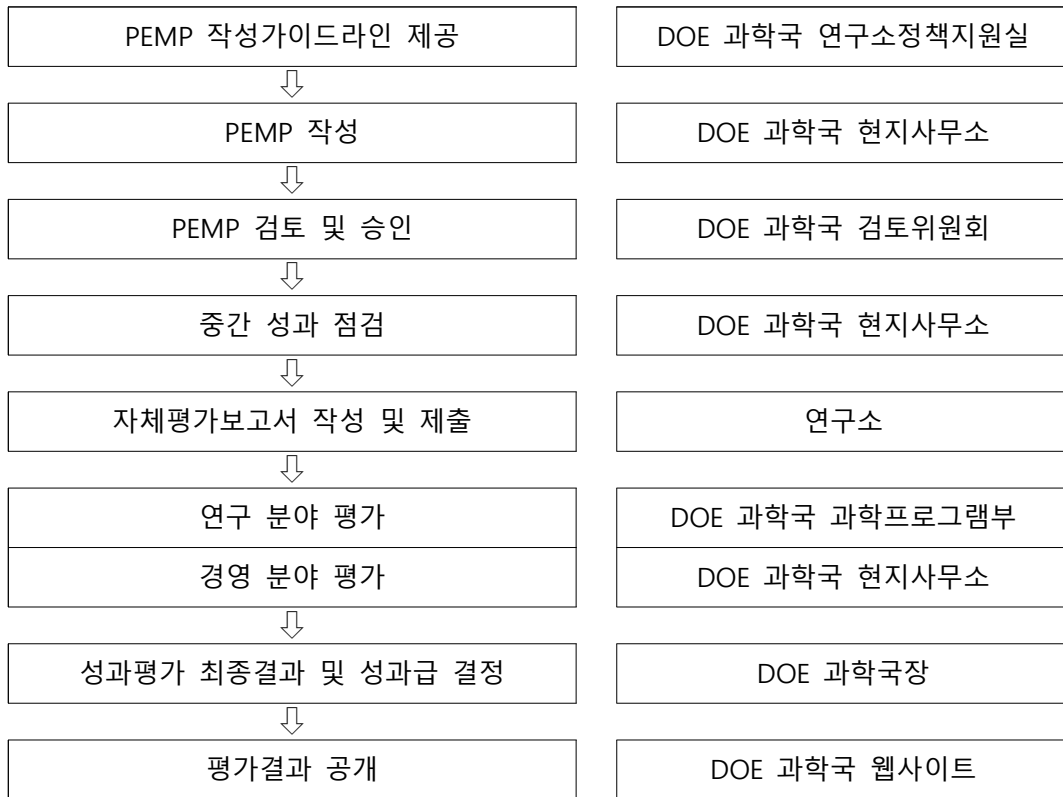 PEMP 작성가이드라인 제공 DOE 과학국 연구소정책지원실
PEMP 작성 DOE 과학국 현지사무소
PEMP 검토 및 승인 DOE 과학국 검토위원회
중간 성과 점검 DOE 과학국 현지사무소
자체평가보고서 작성 및 제출 연구소
연구 분야 평가 DOE 과학국 과학프로그램부
경영 분야 평가 DOE 과학국 현지사무소
성과평가 최종결과 및 성과급 결정 DOE 과학국장
평가결과 공개 DOE 과학국 웹사이트